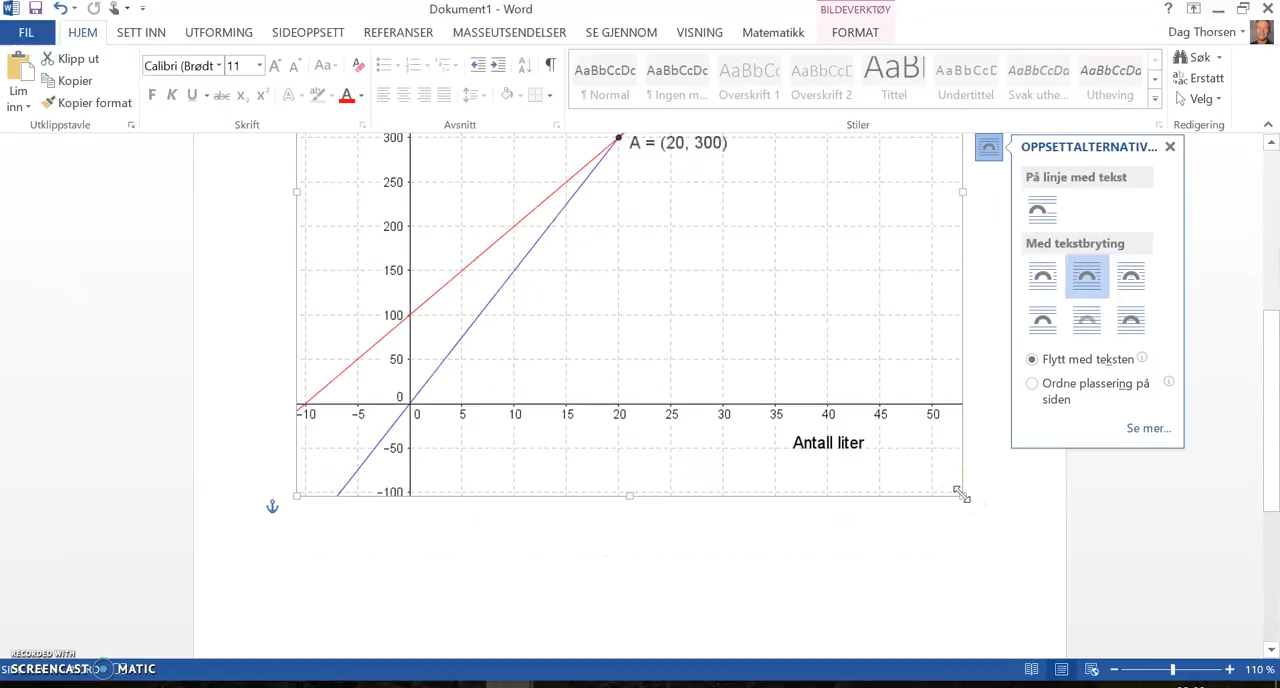 Dokument1 - Word
BILDEVERKTØY
?
FIL HJEM SETT INN UTFORMING SIDEOPPSETT REFERANSER MASSEUTSENDELSER SE GJENNOM VISNING Matematikk FORMAT
Dag Thorsen
Lim
inn
Klipp ut
Kopier
Kopier format
Utklippstavle
Calibri (Brødt 11
Aa
F K U abc X₂ X² A A
Skrift
Avsnitt
AaBbCcDc AaBbCcDc AaBbCc AaBbCcD AaBl AaBbCcD AaBbCcDa AaBbCcDa
¶ Normal ¶ Ingen m... Overskrift 1 Overskrift 2 Tittel Undertittel Svak uthe... Utheving
Stiler
Søk
Erstatt
Velg
Redigering
300
A = (20, 300)
250
200
150
100
50
0
−10 −5 0 5 10 15 20 25 30 35 40 45 50
−50
Antall liter
−100
OPPSETTALTERNATIV...
På linje med tekst
Med tekstbryting
Flytt med teksten
Ordne plassering på
siden
Se mer...
RECORDED WITH
SCREENCAST MATIC
110 %